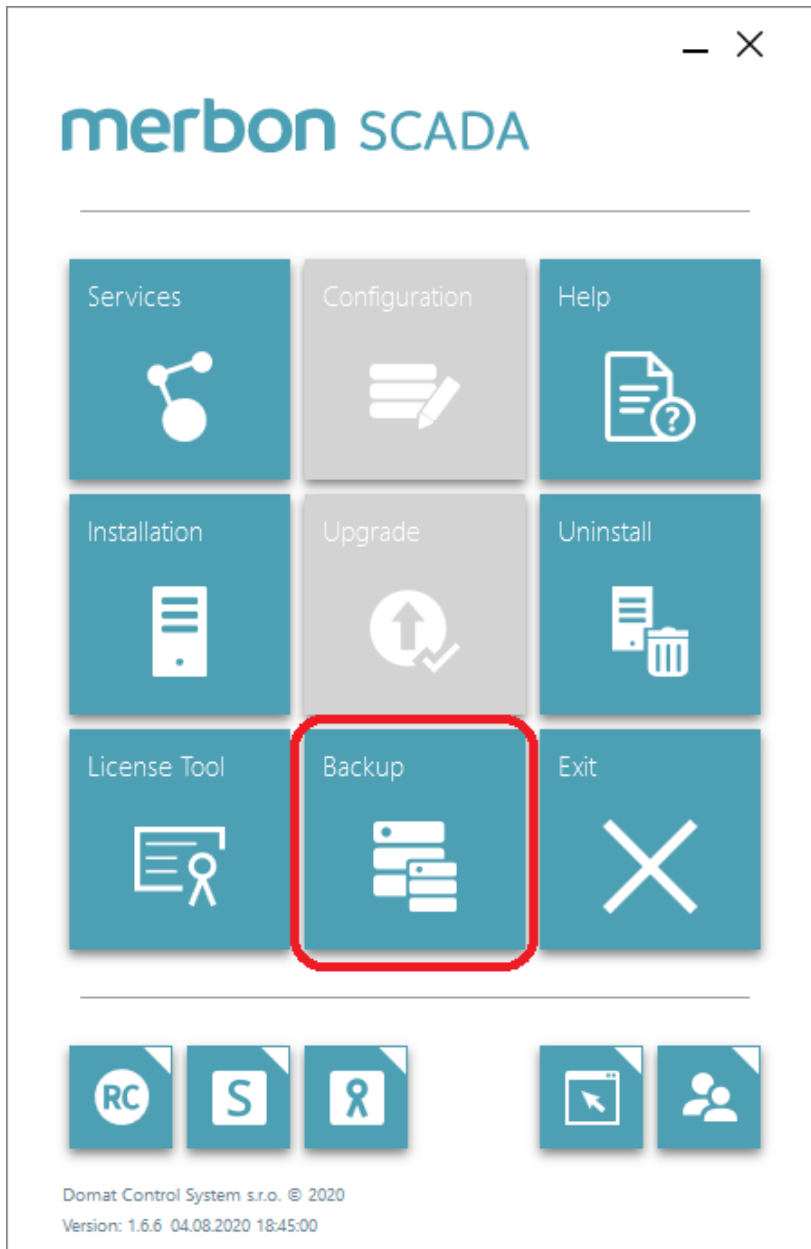 merbon SCADA
Services
Configuration
Help
?
Installation
Upgrade
Uninstall
License Tool
Backup
Exit
RC
S
Domat Control System s.r.o. © 2020
Version: 1.6.6 04.08.2020 18:45:00